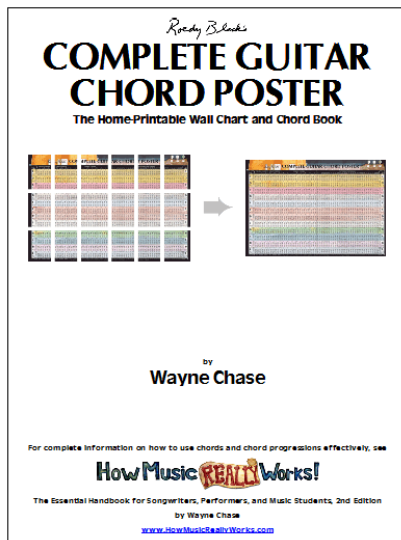 Roedy Black's
COMPLETE GUITAR
CHORD POSTER
The Home-Printable Wall Chart and Chord Book
by
Wayne Chase
For complete information on how to use chords and chord progressions effectively, see
How Music REALLY Works!
The Essential Handbook for Songwriters, Performers, and Music Students, 2nd Edition
by Wayne Chase
www.HowMusicReallyWorks.com